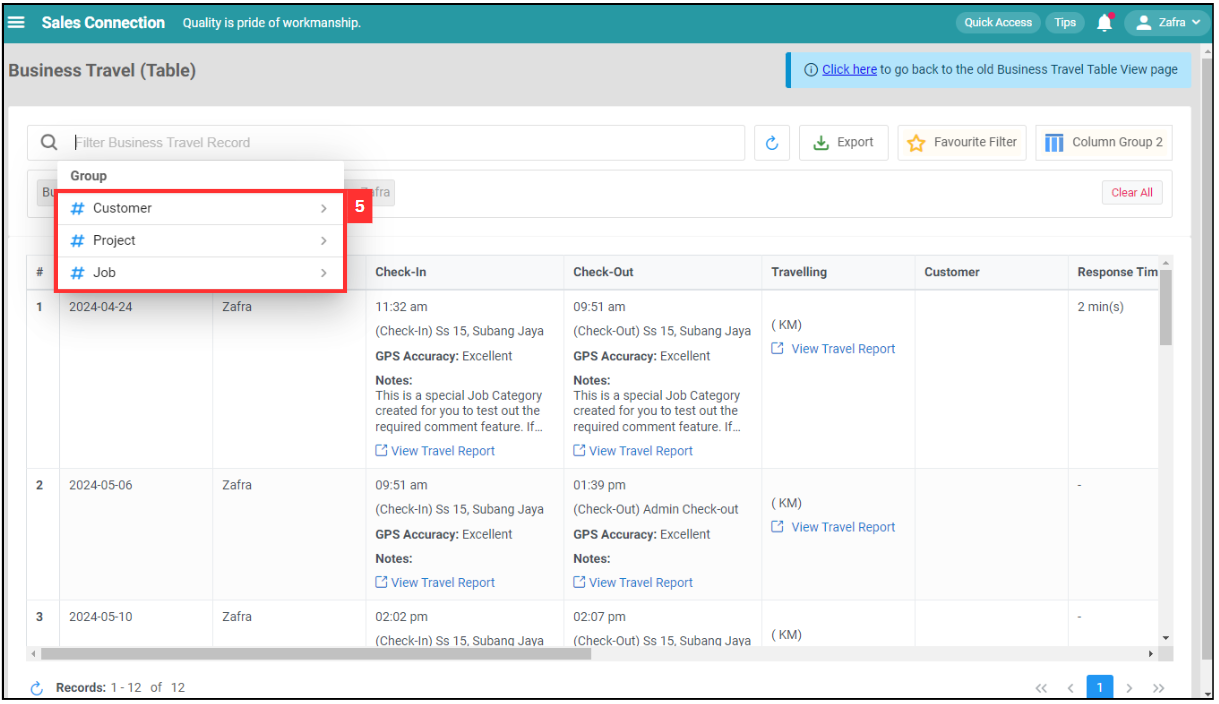 Sales Connection Quality is pride of workmanship. Quick Access Tips Zafra
Business Travel (Table)
Click here to go back to the old Business Travel Table View page
Filter Business Travel Record
Export
Favourite Filter
Column Group 2
Group
Clear All
# Customer
5
# Project
# Job
# Check-In Check-Out Travelling Customer Response Tim
1 2024-04-24 Zafra
11:32 am
(Check-In) Ss 15, Subang Jaya
GPS Accuracy: Excellent
Notes:
This is a special Job Category
created for you to test out the
required comment feature. If...
View Travel Report
09:51 am
(Check-Out) Ss 15, Subang Jaya
GPS Accuracy: Excellent
Notes:
This is a special Job Category
created for you to test out the
required comment feature. If...
View Travel Report
( KM)
View Travel Report
2 min(s)
2 2024-05-06 Zafra
09:51 am
(Check-In) Ss 15, Subang Jaya
GPS Accuracy: Excellent
Notes:
View Travel Report
01:39 pm
(Check-Out) Admin Check-out
GPS Accuracy: Excellent
Notes:
View Travel Report
( KM)
View Travel Report
-
3 2024-05-10 Zafra
02:02 pm
(Check-In) Ss 15, Subang Jaya
02:07 pm
(Check-Out) Ss 15, Subang Jaya
( KM)
-
Records: 1 - 12 of 12
<< < 1 > >>